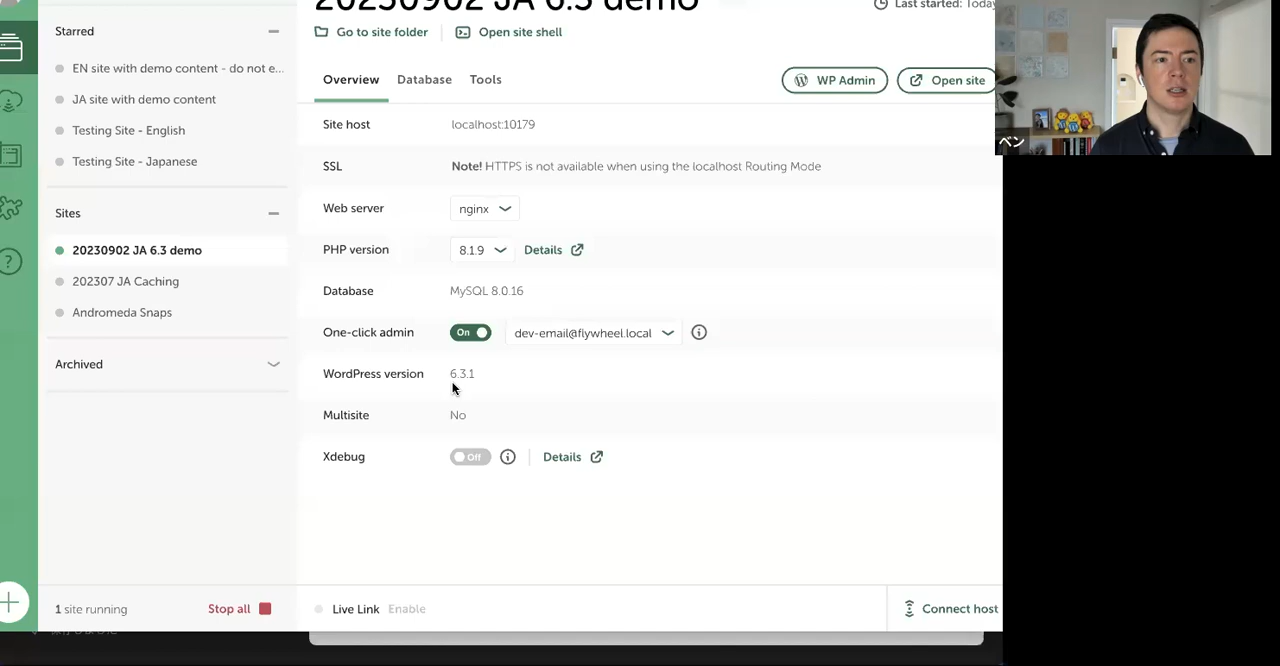 20230902 JA 6.3 demo
Last started: Today
Go to site folder
Open site shell
Overview
Database
Tools
WP Admin
Open site
Site host
localhost:10179
SSL
Note! HTTPS is not available when using the localhost Routing Mode
Web server
nginx
PHP version
8.1.9
Details
Database
MySQL 8.0.16
One-click admin
On
dev-email@flywheel.local
WordPress version
6.3.1
Multisite
No
Xdebug
Off
Details
Starred
EN site with demo content - do not e...
JA site with demo content
Testing Site - English
Testing Site - Japanese
Sites
20230902 JA 6.3 demo
202307 JA Caching
Andromeda Snaps
Archived
1 site running
Stop all
Live Link
Enable
Connect host
ベン